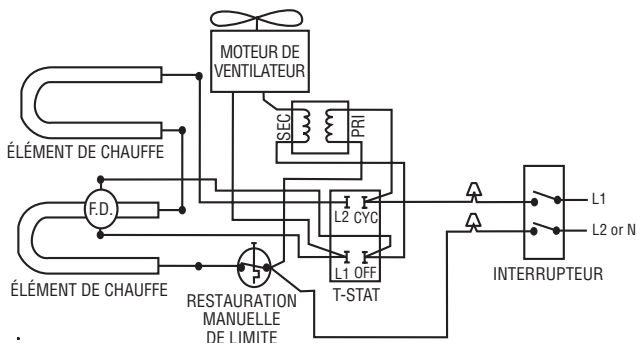 MOTEUR DE
VENTILATEUR
SEC
PRI
ÉLÉMENT DE CHAUFFE
F.D.
L2 CYC
L1
L2 or N
L1 OFF
INTERRUPTEUR
T-STAT
ÉLÉMENT DE CHAUFFE
RESTAURATION
MANUELLE
DE LIMITE